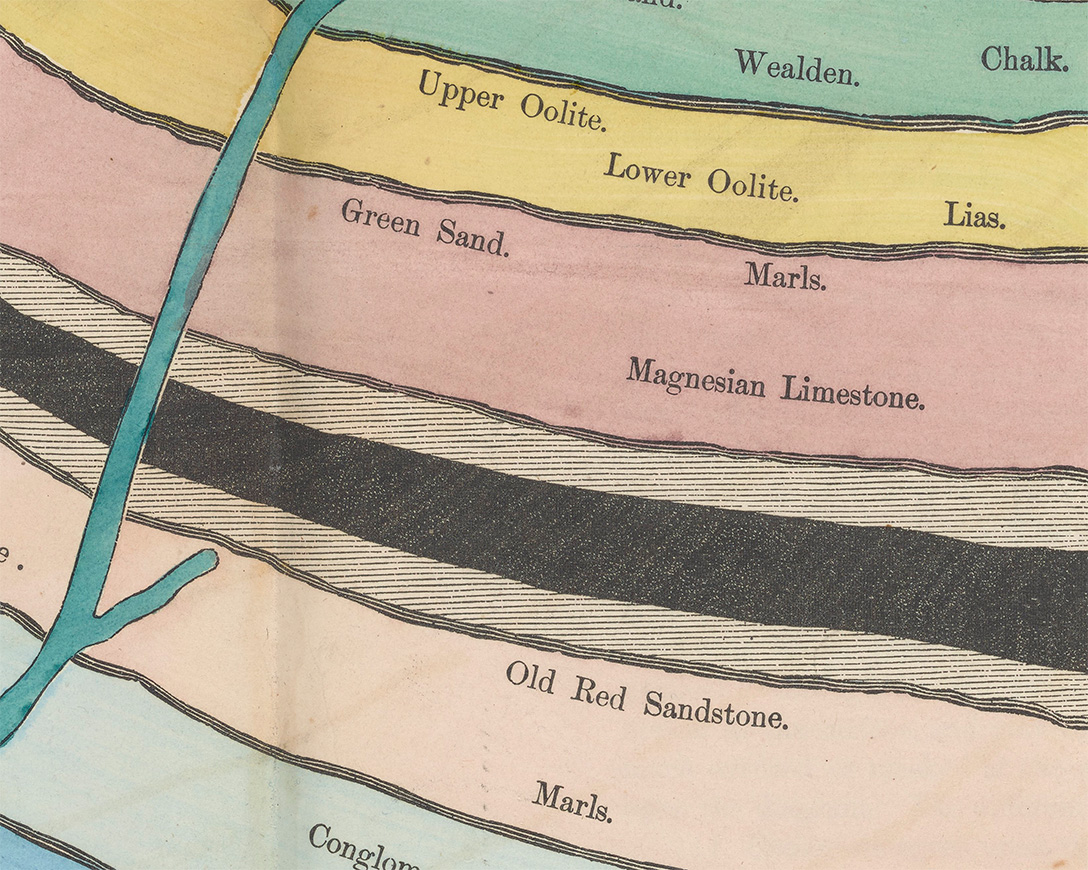 Wealden.
Chalk.
Upper Oolite.
Lower Oolite.
Lias.
Green Sand.
Marls.
Magnesian Limestone.
Old Red Sandstone.
Marls.